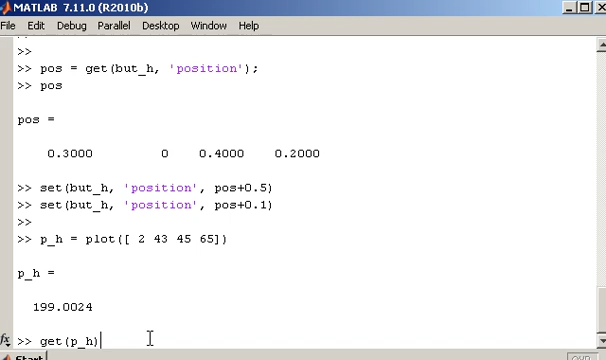 MATLAB 7.11.0 (R2010b)
File Edit Debug Parallel Desktop Window Help
>>
>> pos = get(but_h, 'position');
>> pos
pos =
0.3000 0 0.4000 0.2000
>> set(but_h, 'position', pos+0.5)
>> set(but_h, 'position', pos+0.1)
>>
>> p_h = plot([ 2 43 45 65])
p_h =
199.0024
fx >> get(p_h)
Start OVR